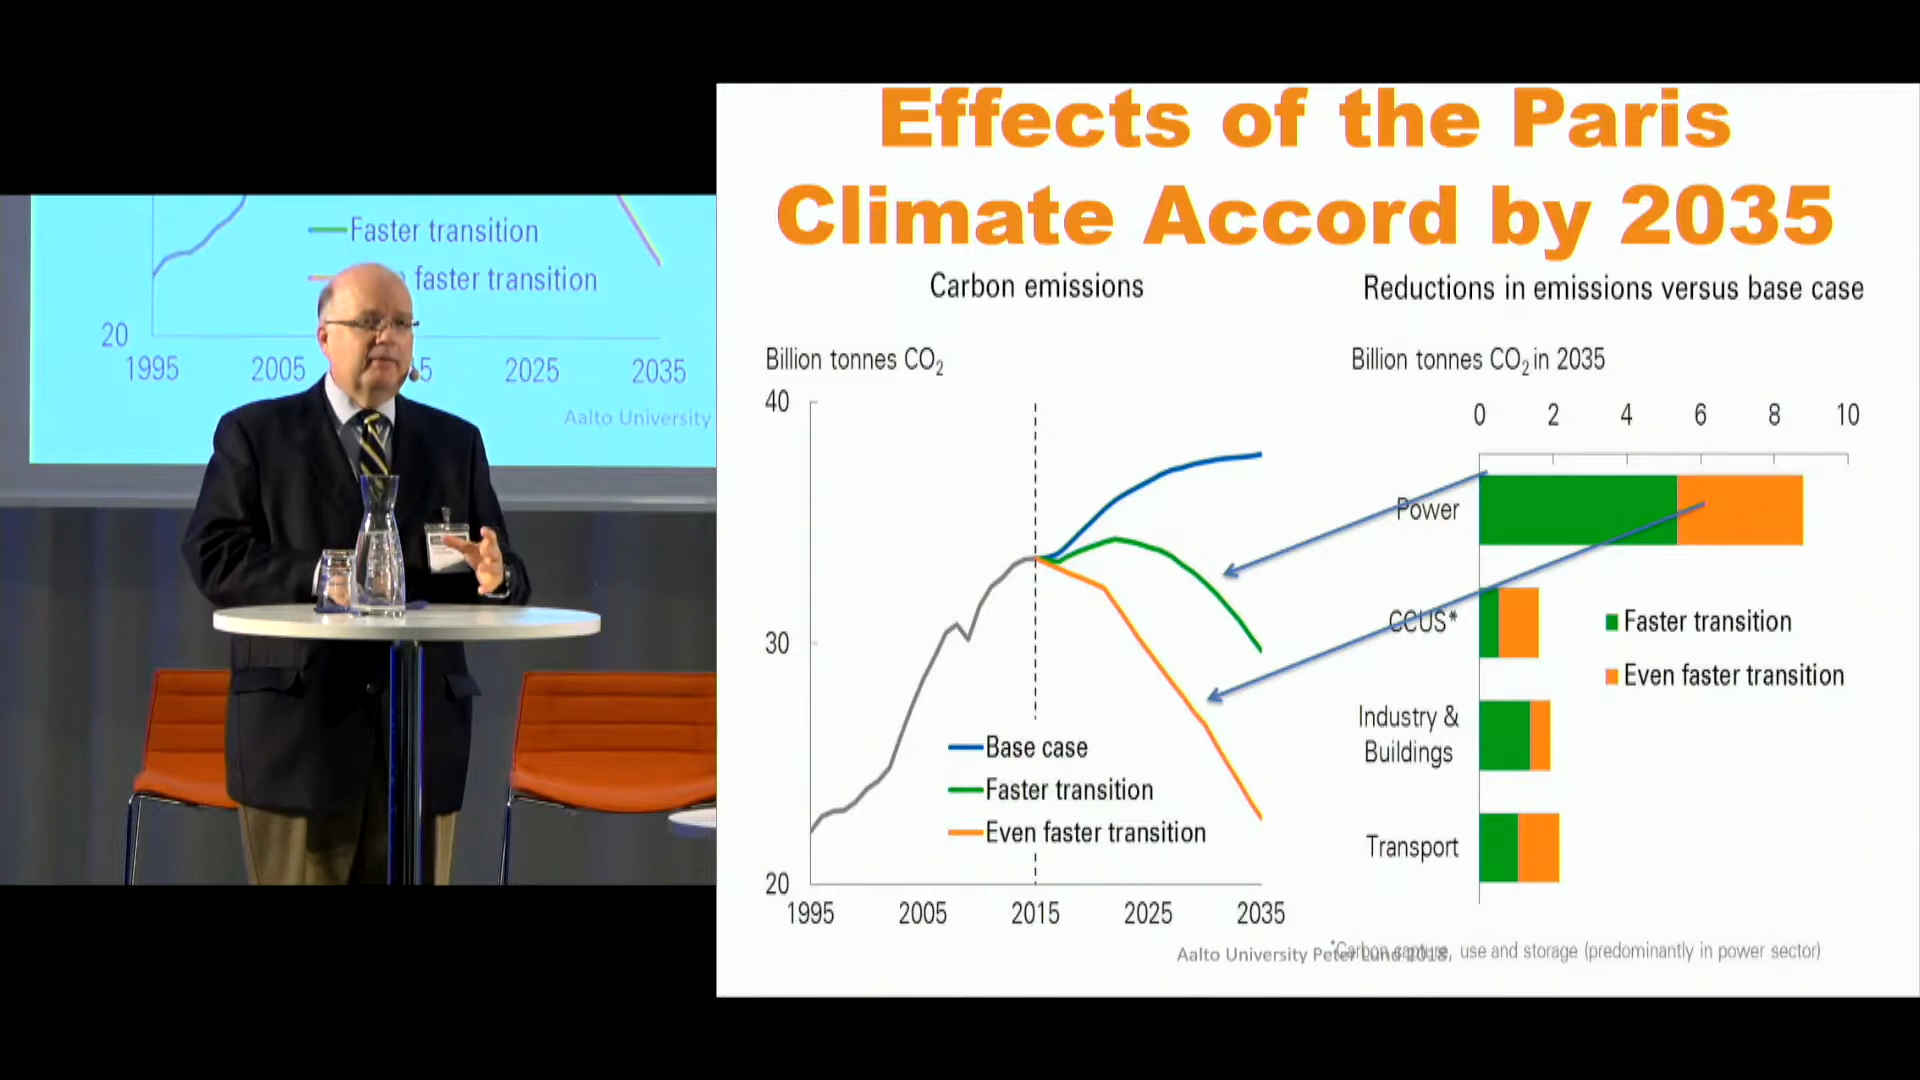 Faster transition
faster transition
20
1995
2005
5
2025
2035
Aalto University
Effects of the Paris
Climate Accord by 2035
Carbon emissions
Billion tonnes CO₂
40
30
20
1995
2005
2015
2025
2035
Base case
Faster transition
Even faster transition
Reductions in emissions versus base case
Billion tonnes CO₂ in 2035
0
2
4
6
8
10
Power
CCUS*
Industry &
Buildings
Transport
Faster transition
Even faster transition
Aalto University Peter Lund 2018
*Carbon capture, use and storage (predominantly in power sector)